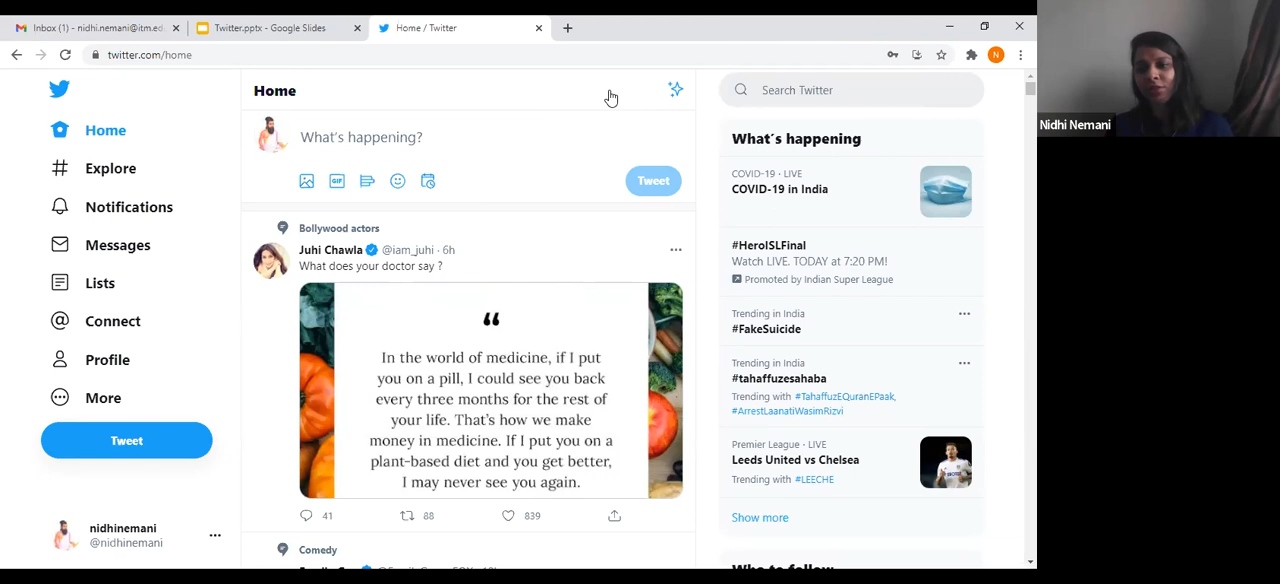 Inbox (1) - nidhi.nemani@itm.ed
Twitter.pptx - Google Slides
Home / Twitter
twitter.com/home
N
Home
Explore
Notifications
Messages
Lists
Connect
Profile
More
Tweet
nidhinemani
@nidhinemani
Home
What's happening?
GIF
Tweet
Bollywood actors
Juhi Chawla @iam_juhi · 6h
What does your doctor say ?
“
In the world of medicine, if I put
you on a pill, I could see you back
every three months for the rest of
your life. That's how we make
money in medicine. If I put you on a
plant-based diet and you get better,
I may never see you again.
41 88 839
Comedy
Search Twitter
What's happening
COVID-19 · LIVE
COVID-19 in India
#HeroISLFinal
Watch LIVE. TODAY at 7:20 PM!
Promoted by Indian Super League
Trending in India
#FakeSuicide
Trending in India
#tahaffuzesahaba
Trending with #TahaffuzEQuranEPaak,
#ArrestLaanatiWasimRizvi
Premier League · LIVE
Leeds United vs Chelsea
Trending with #LEECHE
Show more
Who to follow
Nidhi Nemani